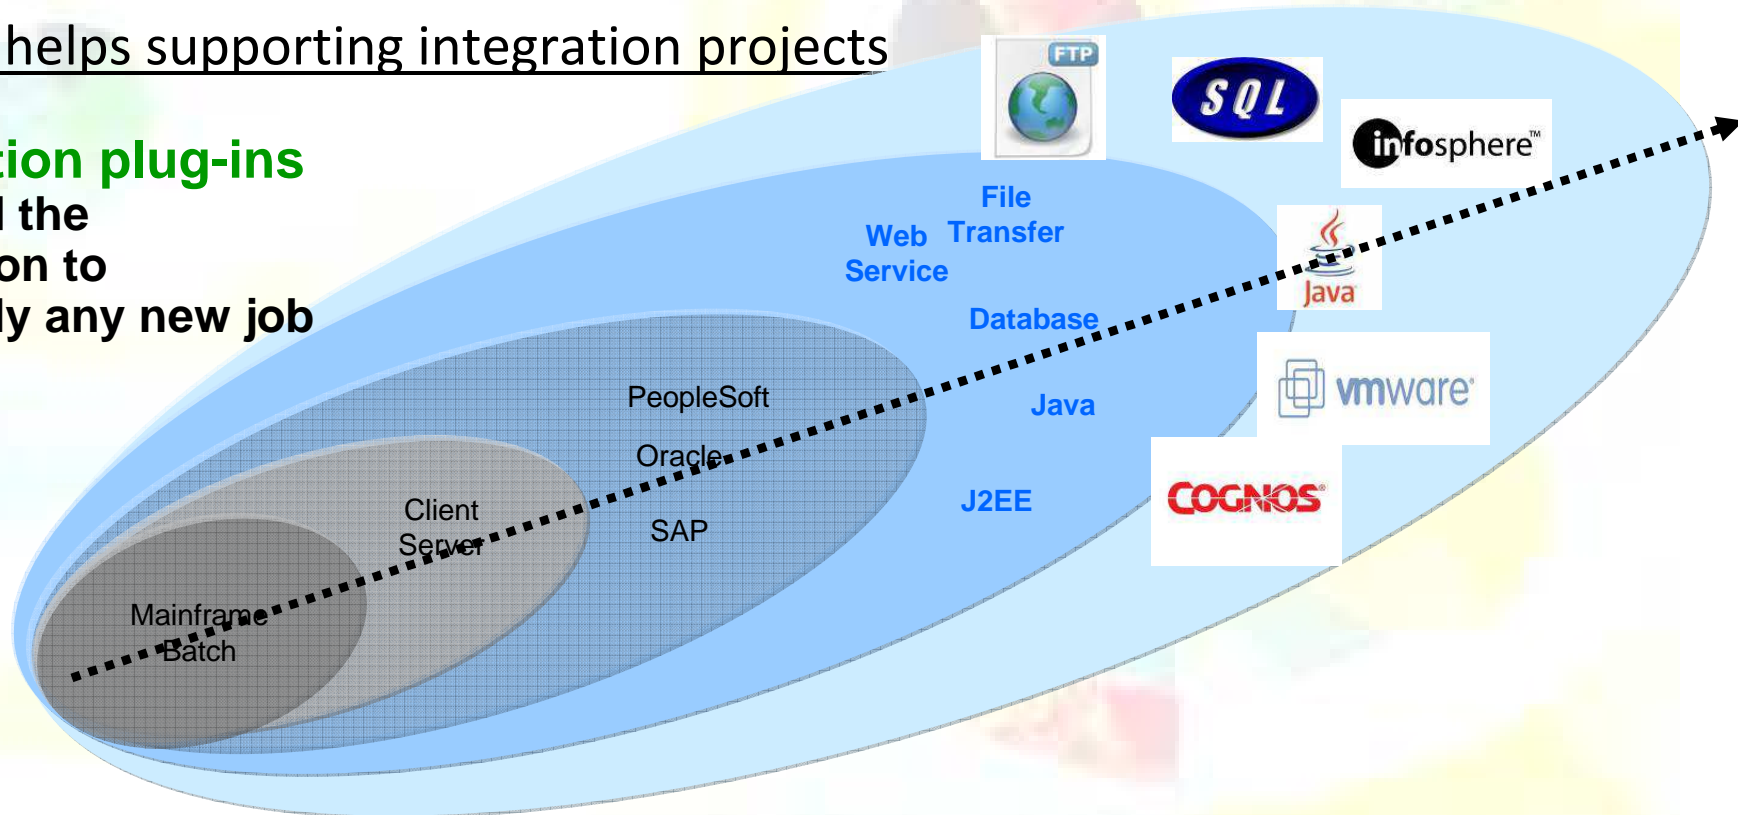 helps supporting integration projects
tion plug-ins
the
on to
ly any new job
FTP
SQL
infosphere™
File
Transfer
Web
Service
Database
Java
vmware®
Java
J2EE
COGNOS®
PeopleSoft
Oracle
SAP
Client
Server
Mainframe
Batch